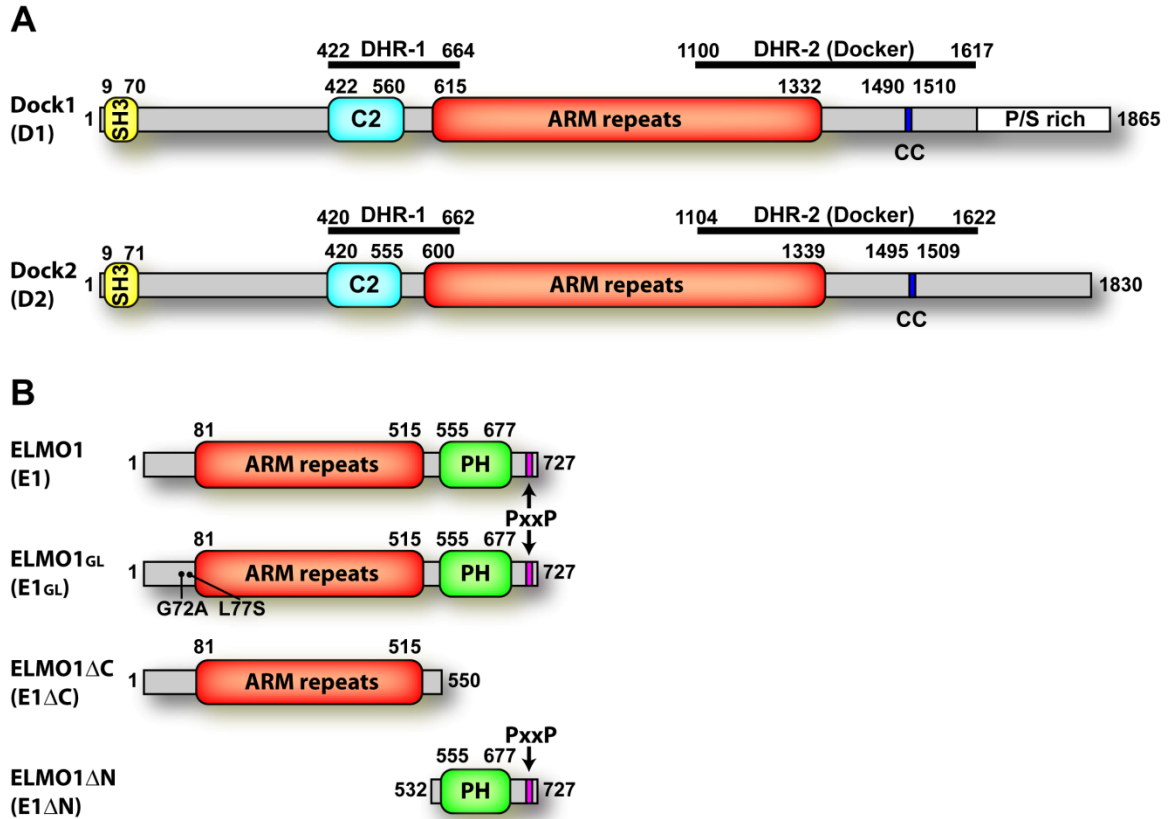 A
422 DHR-1 664 1100 DHR-2 (Docker) 1617
9 70 422 560 615 1332 1490 1510
Dock1 1 SH3 C2 ARM repeats P/S rich 1865
(D1)
CC
420 DHR-1 662 1104 DHR-2 (Docker) 1622
9 71 420 555 600 1339 1495 1509
Dock2 1 SH3 C2 ARM repeats 1830
(D2)
CC
B
81 515 555 677
ELMO1 1 ARM repeats PH 727
(E1)
PxxP
81 515 555 677
ELMO1GL 1 ARM repeats PH 727
(E1GL)
G72A L77S
81 515
ELMO1ΔC 1 ARM repeats 550
(E1ΔC)
PxxP
555 677
ELMO1ΔN 532 PH 727
(E1ΔN)